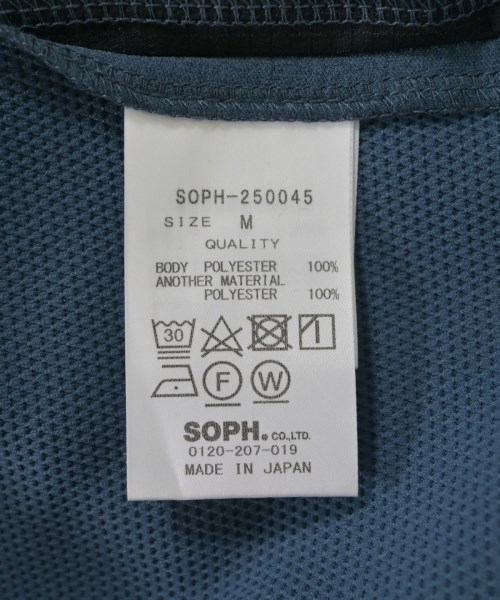 SOPH-250045
SIZE M
QUALITY
BODY POLYESTER 100%
ANOTHER MATERIAL
POLYESTER 100%
30
F W
SOPH. CO.,LTD.
0120-207-019
MADE IN JAPAN